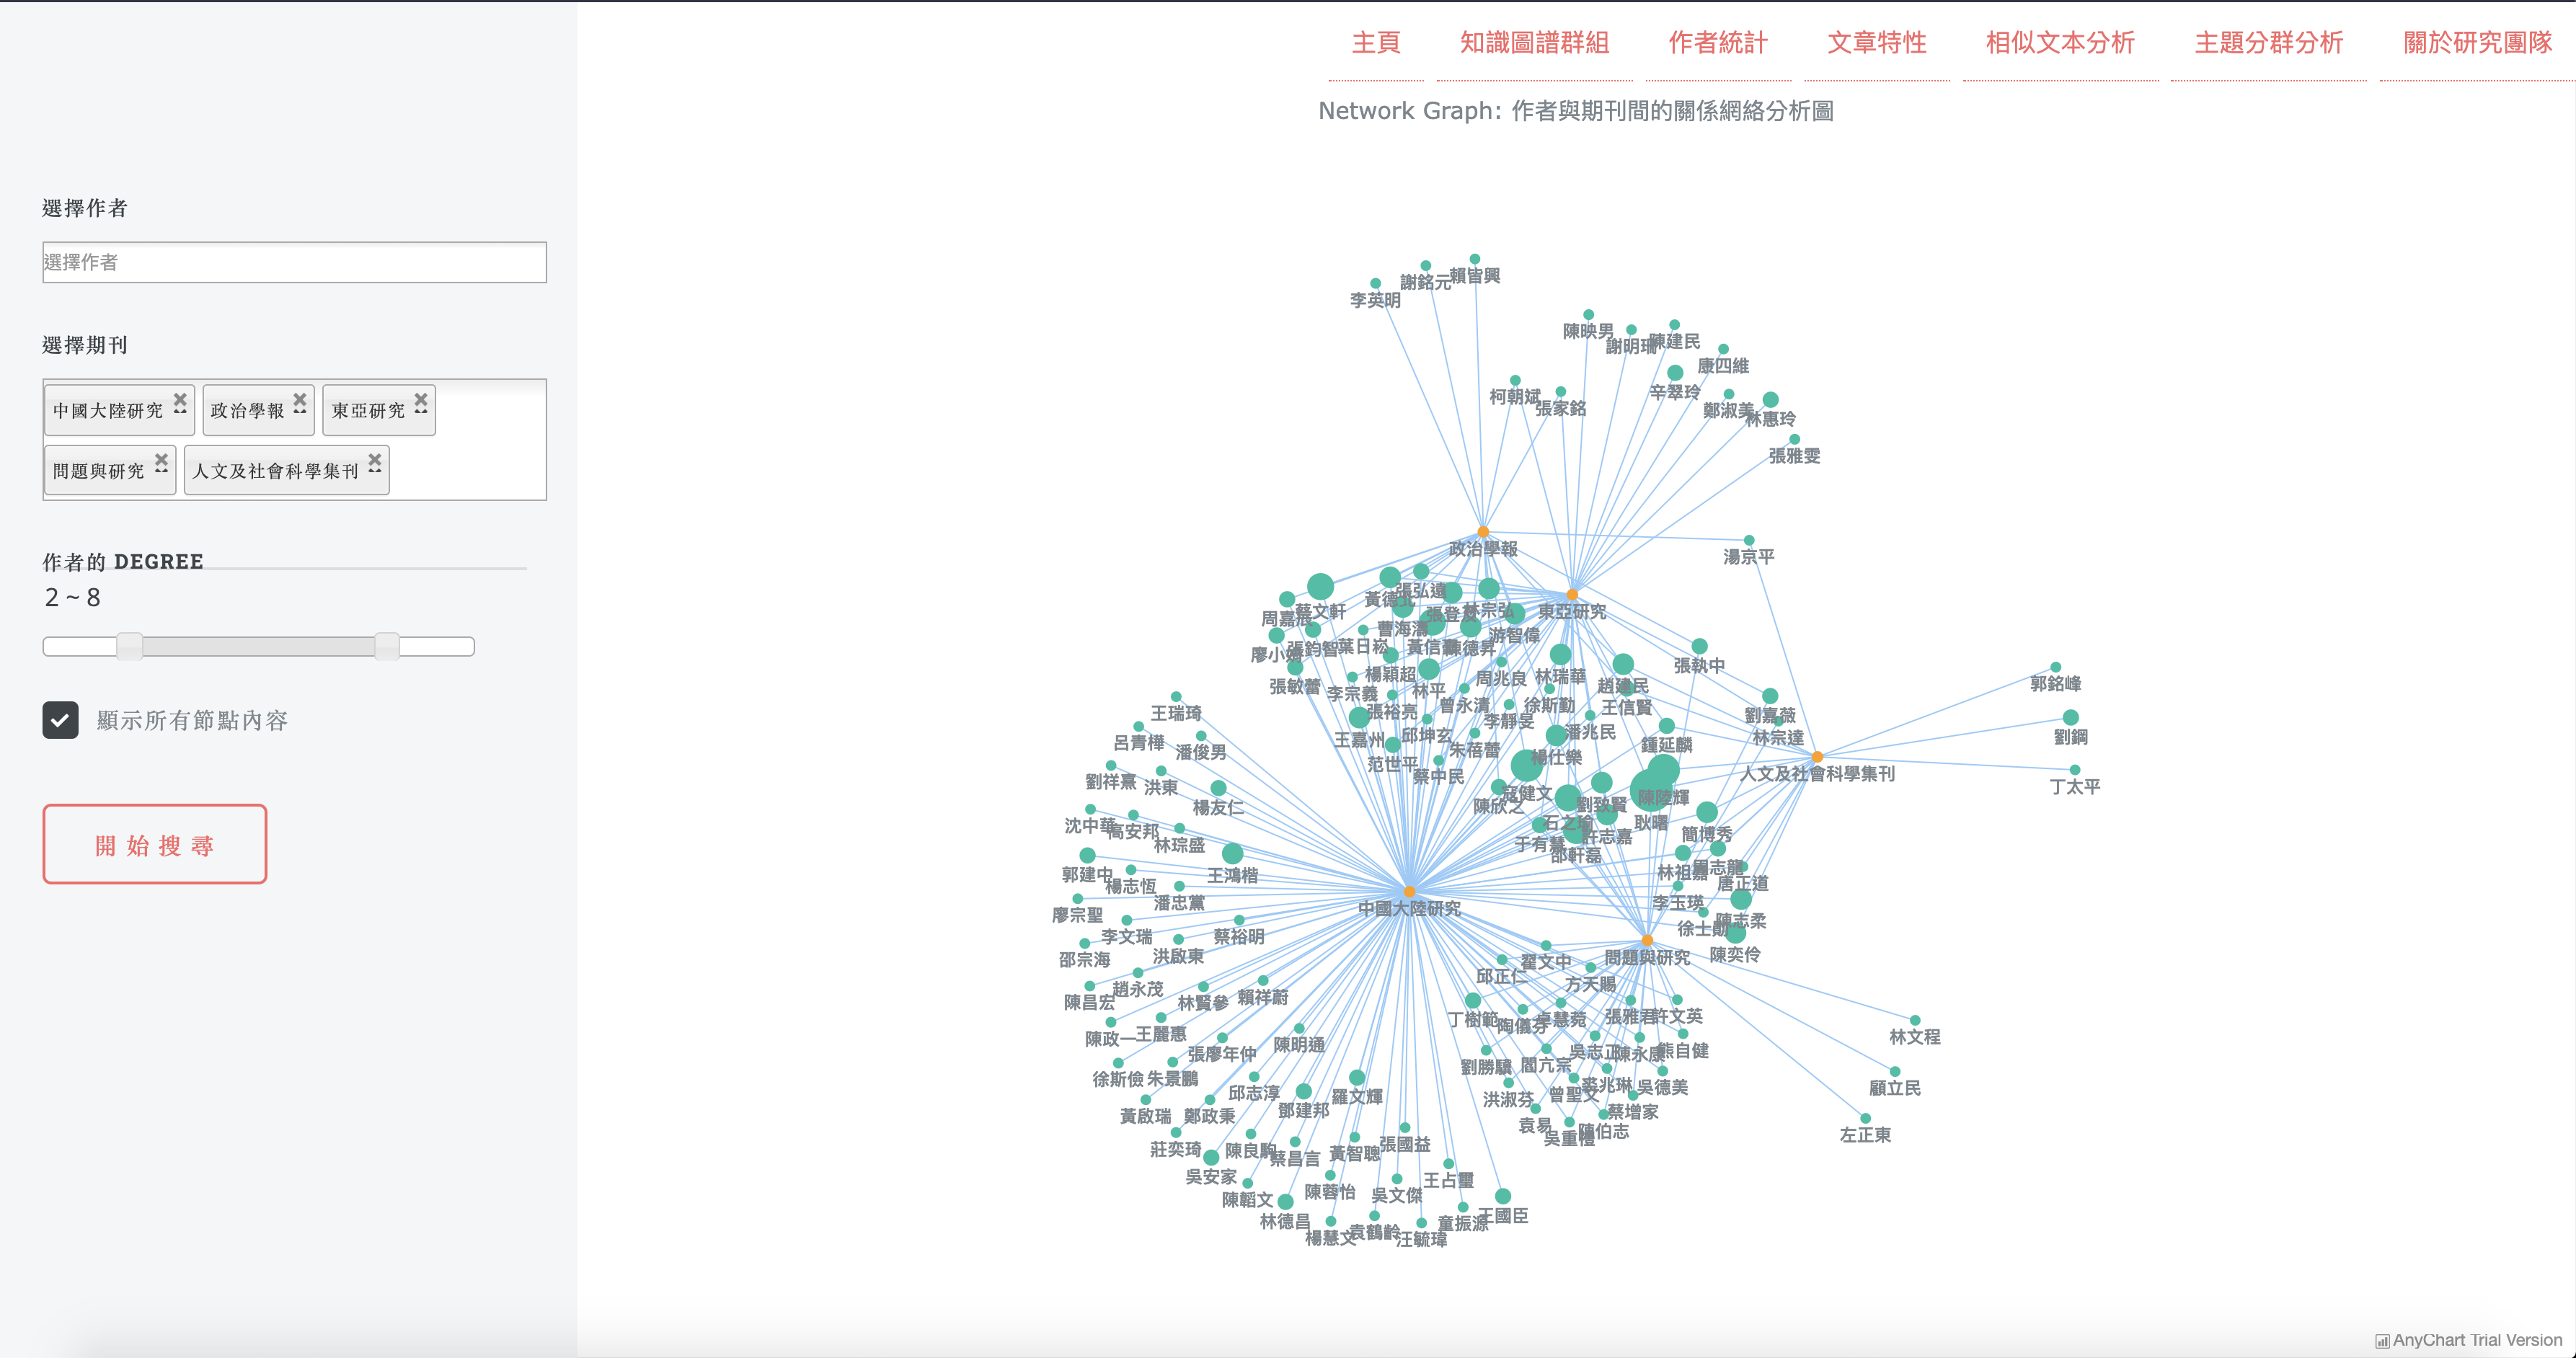 主頁 知識圖譜群組 作者統計 文章特性 相似文本分析 主題分群分析 關於研究團隊
Network Graph: 作者與期刊間的關係網絡分析圖
選擇作者
選擇作者
選擇期刊
中國大陸研究 政治學報 東亞研究
問題與研究 人文及社會科學集刊
作者的 DEGREE
2 ~ 8
顯示所有節點內容
開始搜尋
賴皆興
謝銘元
李英明
陳映男
陳建民
康四維
辛翠玲
柯朝斌
張家銘
鄭淑美
林惠玲
張雅雯
政治學報
湯京平
張弘遠
蔡文軒
東亞研究
周嘉辰
曹海濤
游智偉
葉日崧
張鈞智
陳德昇
張執中
楊穎超
林瑞華
周兆良
郭銘峰
張敏蕾
李宗義
林平
趙建民
曾永清
徐斯勤
王信賢
王瑞琦
張裕亮
李靜旻
劉嘉薇
潘兆民
林宗達
劉鋼
王嘉州
邱坤玄
呂青樺
潘俊男
朱蓓蕾
鍾延麟
楊仕樂
范世平
蔡中民
人文及社會科學集刊
劉祥熹
洪東
丁太平
寇健文
陳欣之
劉致賢
陳陸輝
楊友仁
石之瑜
耿曙
沈中華
高安邦
簡博秀
許志嘉
林琮盛
于有慧
邵軒磊
林祖嘉
周志龍
郭建中
王鴻楷
楊志恆
唐正道
潘忠黨
李玉瑛
中國大陸研究
廖宗聖
陳志柔
徐士勛
李文瑞
蔡裕明
陳奕伶
洪啟東
問題與研究
邵宗海
翟文中
邱正仁
方天賜
趙永茂
賴祥蔚
陳昌宏
林賢參
張雅君
許文英
丁樹範
陶儀芬
卓慧菀
王麗惠
陳政一
林文程
陳明通
吳志正
陳永康
熊自健
張廖年仲
劉勝驥
閻亢宗
徐斯儉
朱景鵬
裘兆琳
吳德美
顧立民
邱志淳
羅文輝
曾聖文
洪淑芬
鄧建邦
蔡增家
黃啟瑞
鄭政秉
袁易
陳伯志
左正東
吳重禮
張國益
莊奕琦
陳良駒
黃智聰
蔡昌言
吳安家
王占璽
陳蓉怡
吳文傑
陳韜文
王國臣
林德昌
童振源
袁鶴齡
楊慧文
汪毓瑋
AnyChart Trial Version